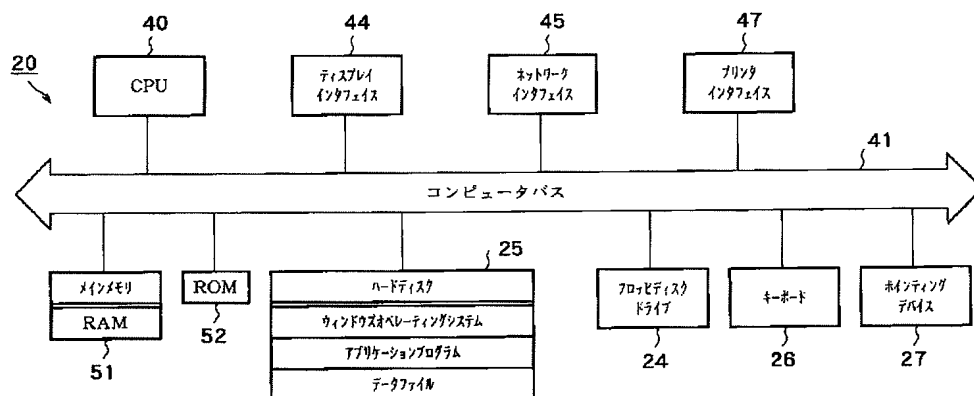 40
44
45
47
20
CPU
ディスプレイ
インタフェイス
ネットワーク
インタフェイス
プリンタ
インタフェイス
41
コンピュータバス
25
メインメモリ
RAM
51
ROM
52
ハードディスク
ウィンドウズオペレーティングシステム
アプリケーションプログラム
データファイル
フロッピディスク
ドライブ
24
キーボード
26
ポインティング
デバイス
27